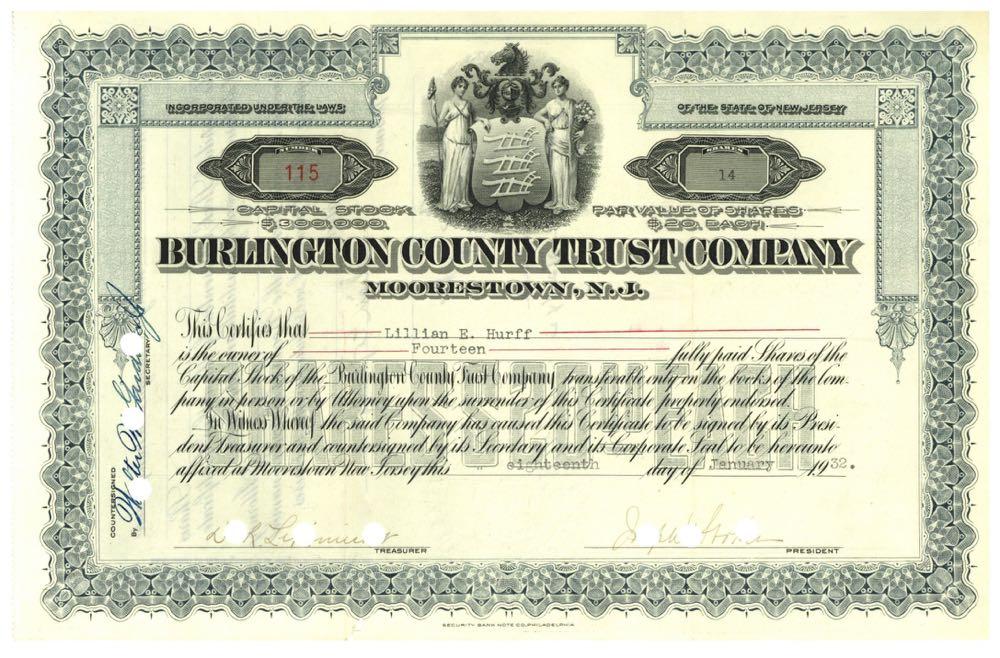 INCORPORATED UNDER THE LAWS
OF THE STATE OF NEW JERSEY
NUMBER
115
SHARES
14
CAPITAL STOCK
$300,000.
PAR VALUE OF SHARES
$20. EACH.
BURLINGTON COUNTY TRUST COMPANY
MOORESTOWN, N.J.
This Certifies that Lillian E. Hurff
is the owner of Fourteen fully paid Shares of the
Capital Stock of the Burlington County Trust Company transferable only on the books of the Com-
pany in person or by Attorney upon the surrender of this Certificate properly endorsed.
In Witness Whereof the said Company has caused this Certificate to be signed by its Presi-
dent Treasurer and countersigned by its Secretary and its Corporate Seal to be hereunto
affixed at Moorestown New Jersey this eighteenth day of January 1932.
TREASURER
PRESIDENT
COUNTERSIGNED
By
SECRETARY
SECURITY BANK NOTE CO. PHILADELPHIA